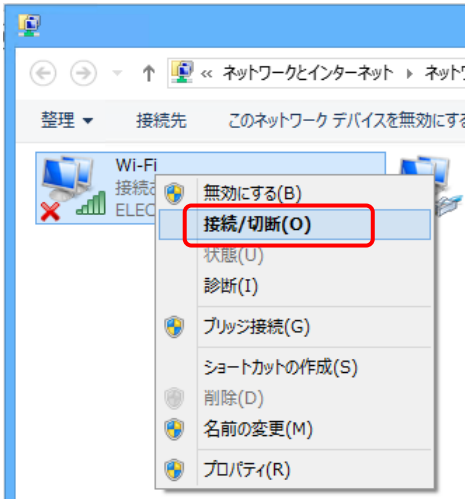 « ネットワークとインターネット ▸ ネット
整理 ▼ 接続先 このネットワーク デバイスを無効にする
Wi-Fi
接続
ELEC
無効にする(B)
接続/切断(O)
状態(U)
診断(I)
ブリッジ接続(G)
ショートカットの作成(S)
削除(D)
名前の変更(M)
プロパティ(R)